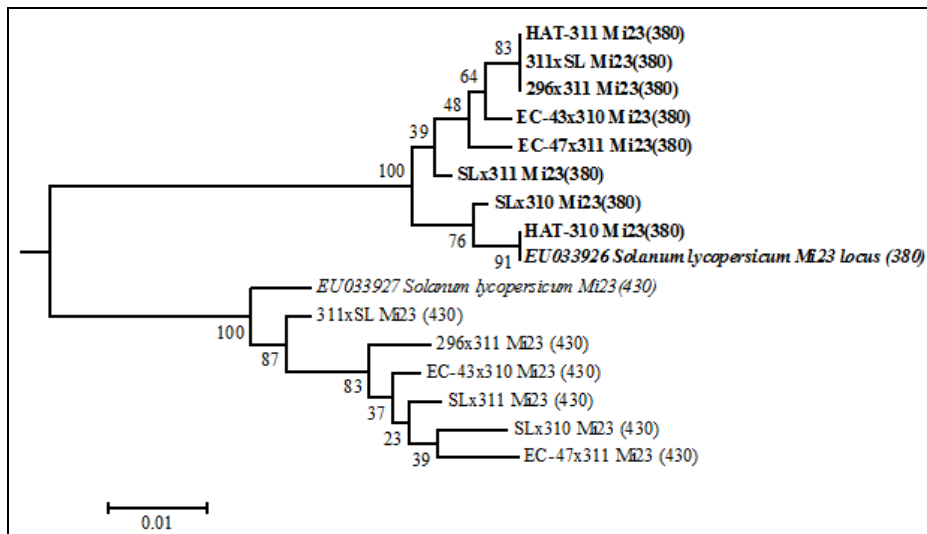 HAT-311 Mi23(380)
83
311xSL Mi23(380)
296x311 Mi23(380)
64
EC-43x310 Mi23(380)
48
EC-47x311 Mi23(380)
39
SLx311 Mi23(380)
100
SLx310 Mi23(380)
HAT-310 Mi23(380)
76
EU033926 Solanum lycopersicum Mi23 locus (380)
91
EU033927 Solanum lycopersicum Mi23(430)
311xSL Mi23 (430)
100
296x311 Mi23 (430)
87
EC-43x310 Mi23 (430)
83
SLx311 Mi23 (430)
37
SLx310 Mi23 (430)
23
EC-47x311 Mi23 (430)
39
0.01